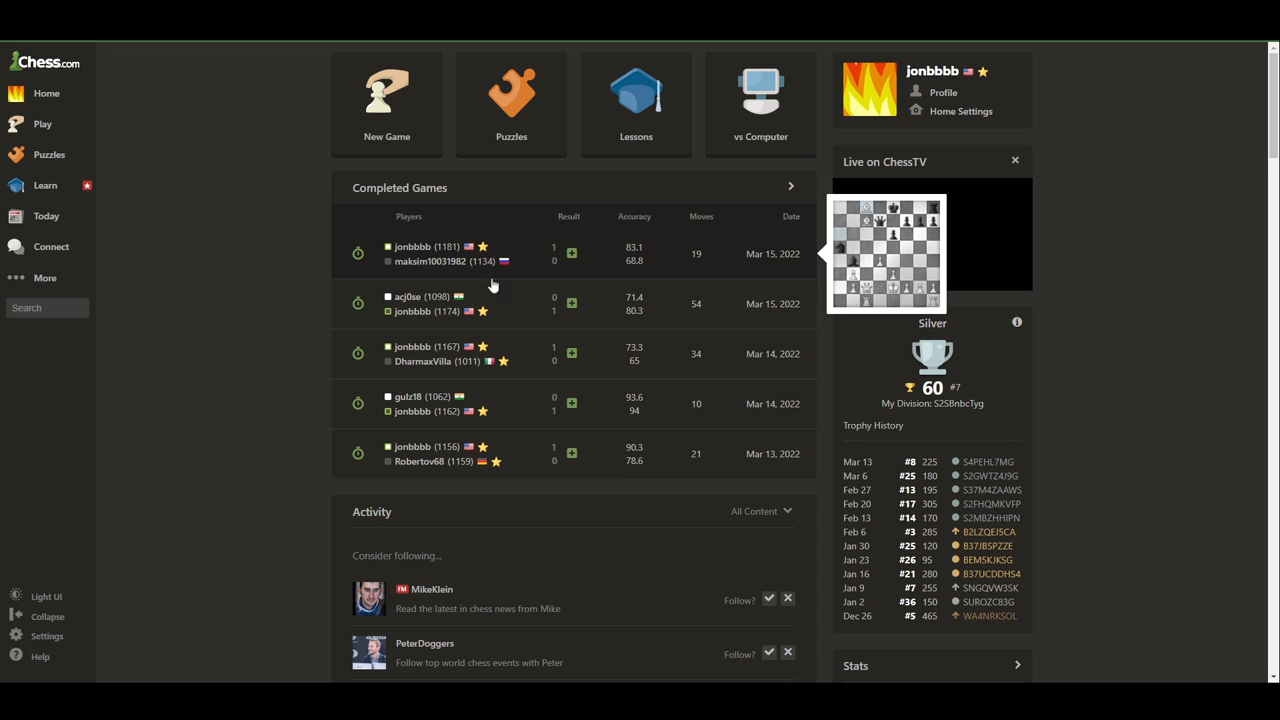 Chess.com
Home
Play
Puzzles
Learn
Today
Connect
More
Search
Light UI
Collapse
Settings
Help
New Game
Puzzles
Lessons
vs Computer
Completed Games
Players Result Accuracy Moves Date
jonbbbb (1181) 1 83.1
maksim10031982 (1134) 0 68.8
19 Mar 15, 2022
acj0se (1098) 0 71.4
jonbbbb (1174) 1 80.3
54 Mar 15, 2022
jonbbbb (1167) 1 73.3
DharmaxVilla (1011) 0 65
34 Mar 14, 2022
gulz18 (1062) 0 93.6
jonbbbb (1162) 1 94
10 Mar 14, 2022
jonbbbb (1156) 1 90.3
Robertov68 (1159) 0 78.6
21 Mar 13, 2022
Activity All Content
Consider following...
FM MikeKlein
Read the latest in chess news from Mike
Follow?
PeterDoggers
Follow top world chess events with Peter
Follow?
jonbbbb
Profile
Home Settings
Live on ChessTV
Silver
60 #7
My Division: S2SBnbcTyg
Trophy History
Mar 13 #8 225 S4PEHL7MG
Mar 6 #25 180 S2GWTZ4J9G
Feb 27 #13 195 S37M4ZAAWS
Feb 20 #17 305 S2FHQMKVFP
Feb 13 #14 170 S2MBZHHIPN
Feb 6 #3 285 B2LZQEJ5CA
Jan 30 #25 120 B37JBSPZZE
Jan 23 #26 95 BEM5KJKSG
Jan 16 #21 280 B37UCDDHS4
Jan 9 #7 255 SNGQVW3SK
Jan 2 #36 150 SUROZC83G
Dec 26 #5 465 WA4NRKSOL
Stats